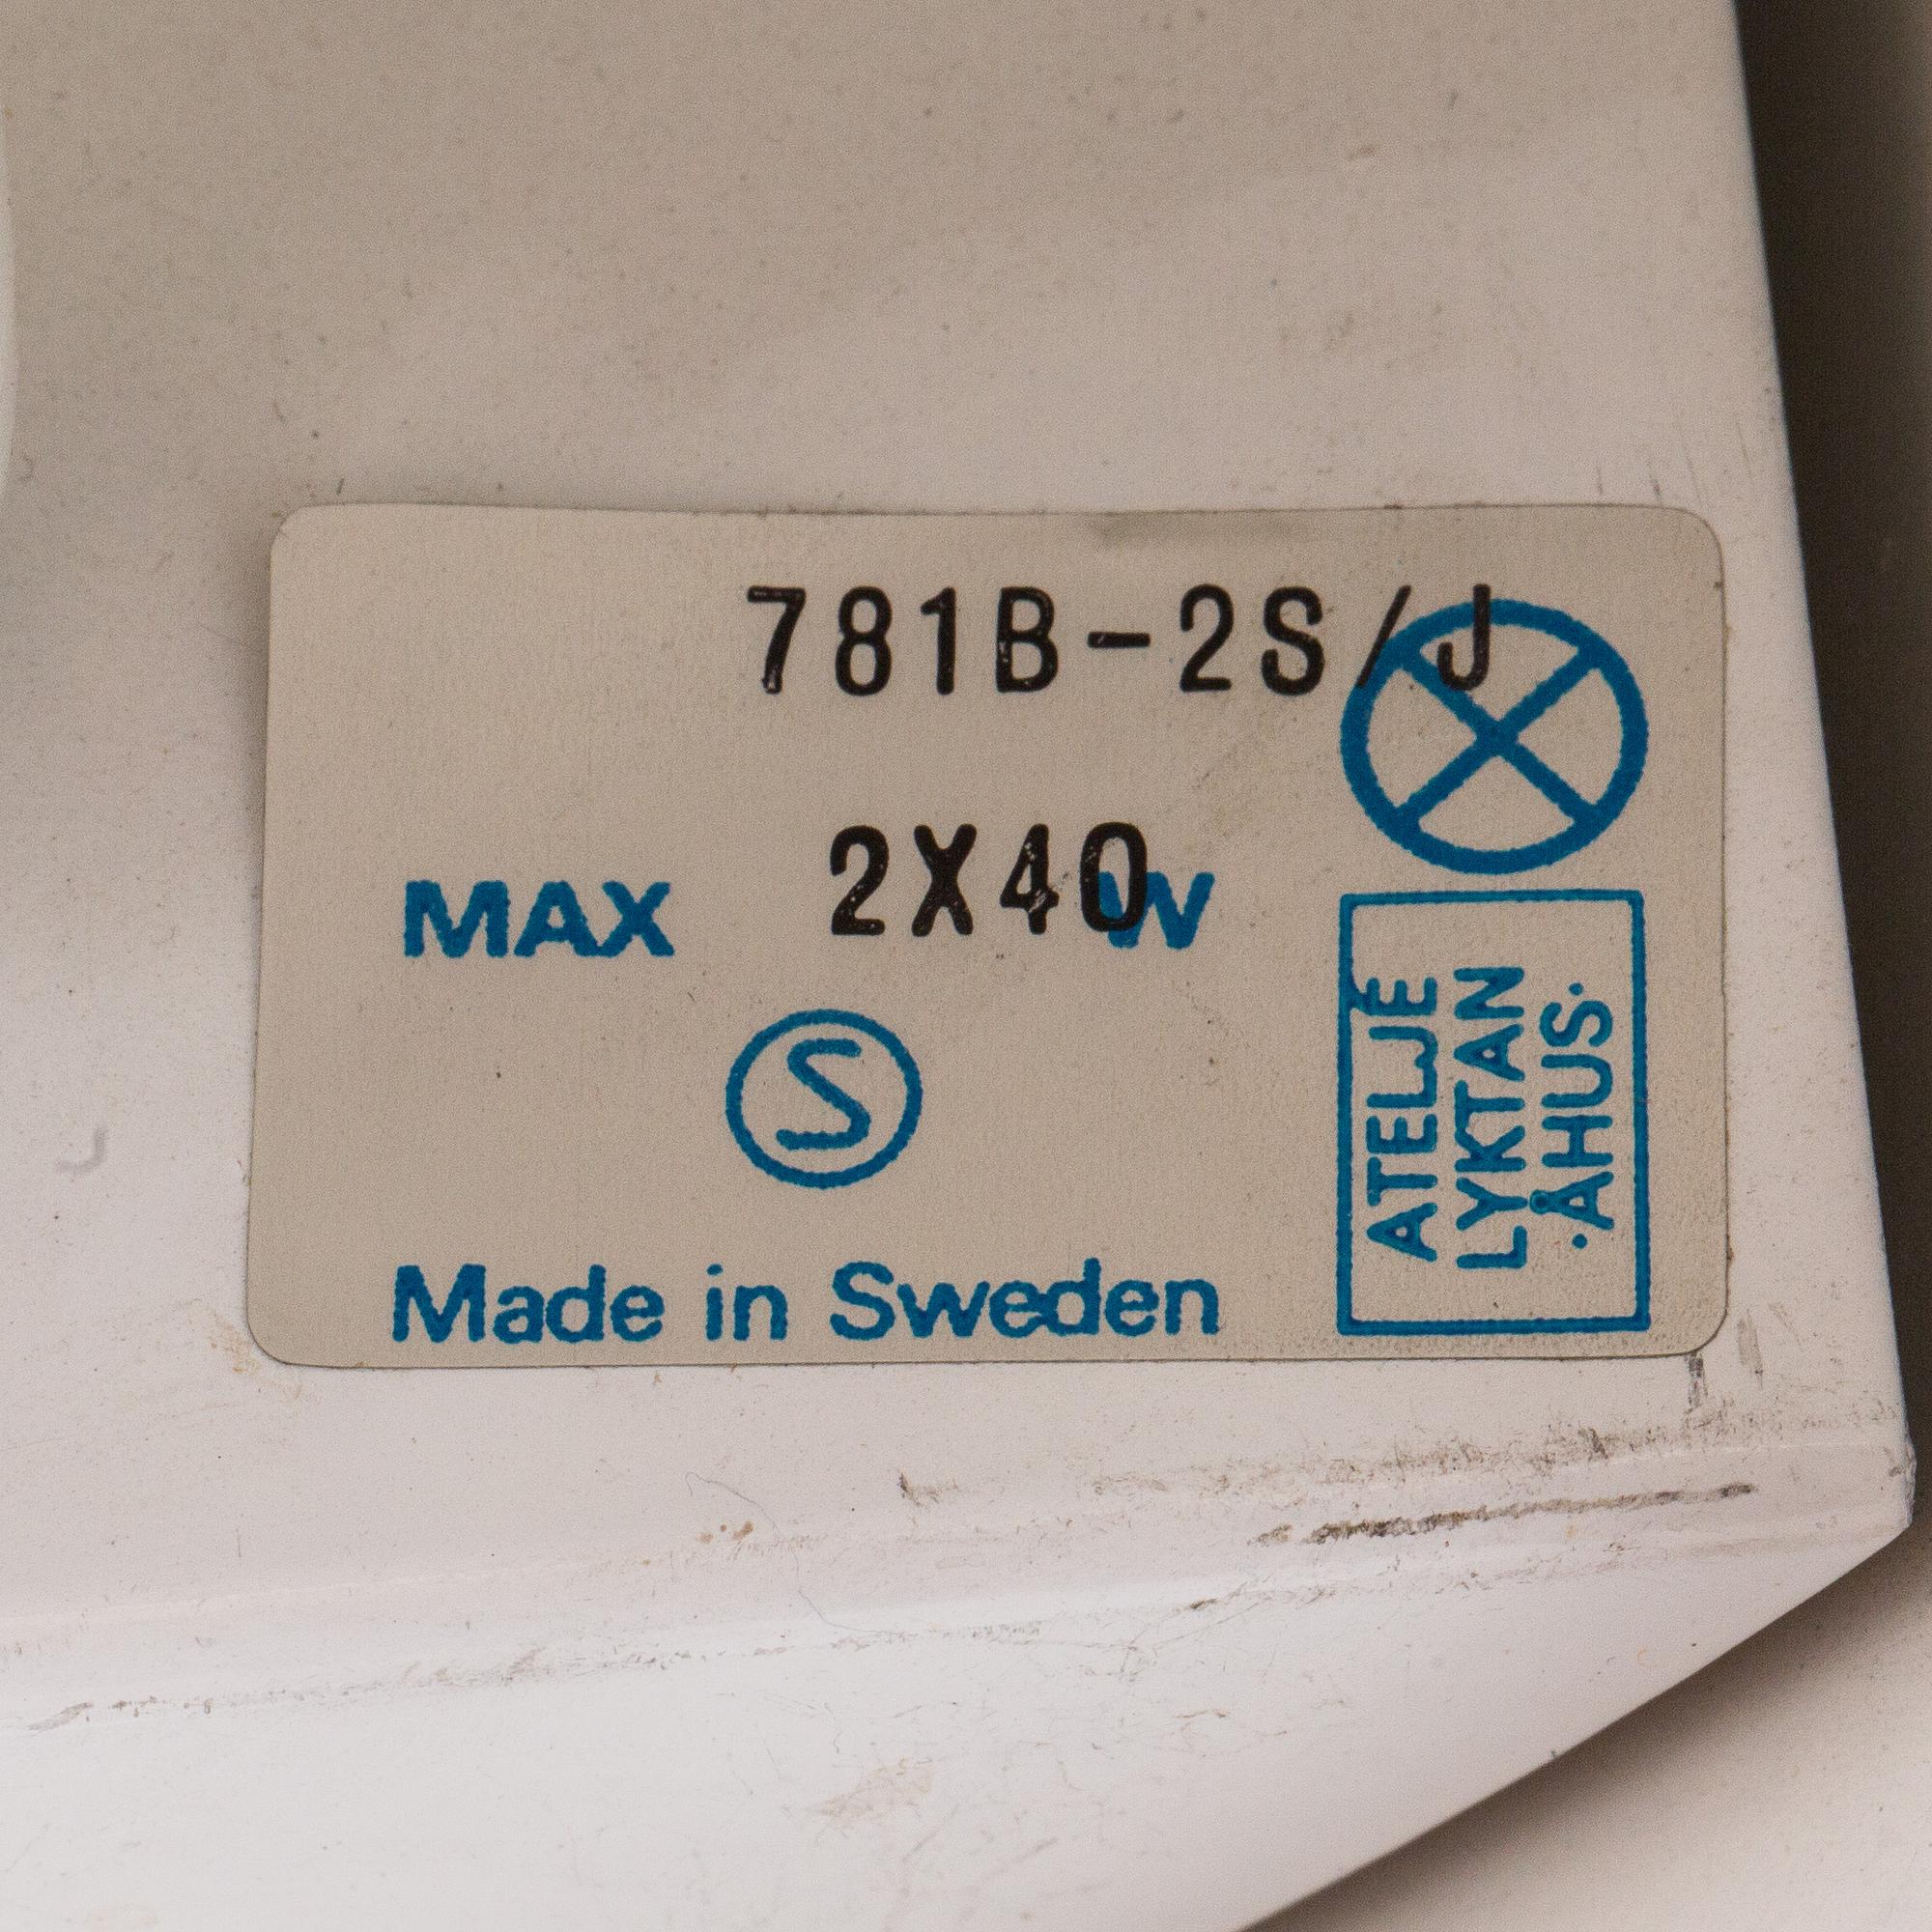 781B-2S/J
MAX 2X40 W
S
Made in Sweden
ATELJÉ
LYKTAN
·ÅHUS·